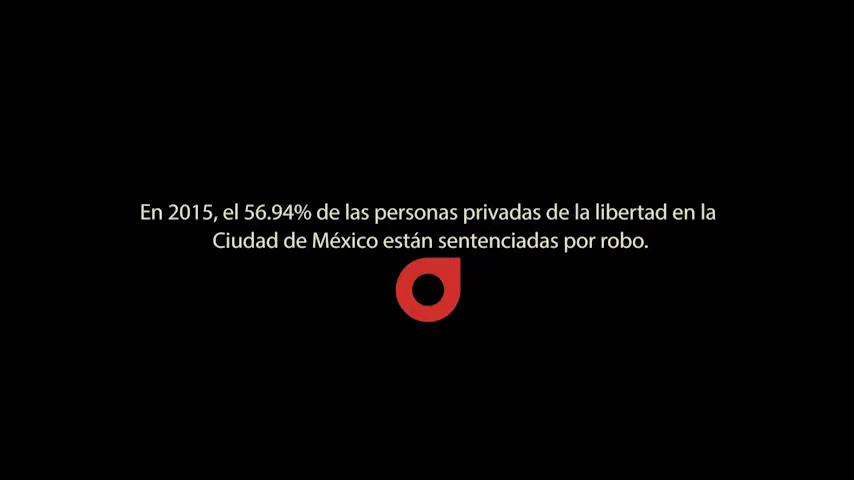 En 2015, el 56.94% de las personas privadas de la libertad en la
Ciudad de México están sentenciadas por robo.